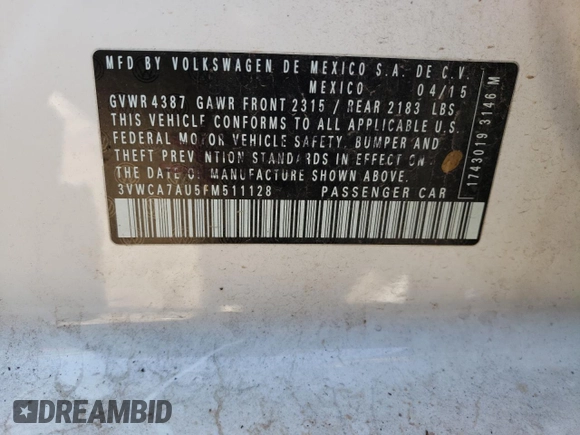 MFD BY VOLKSWAGEN DE MEXICO S.A. DE C.V.
MEXICO 04/15
GVWR 4387 GAWR FRONT 2315 / REAR 2183 LBS
THIS VEHICLE CONFORMS TO ALL APPLICABLE U.S.
FEDERAL MOTOR VEHICLE SAFETY, BUMPER AND
THEFT PREVENTION STANDARDS IN EFFECT ON
THE DATE OF MANUFACTURE SHOWN ABOVE.
3VWCA7AU5FM511128 PASSENGER CAR
1743019 3146 M
DREAMBID